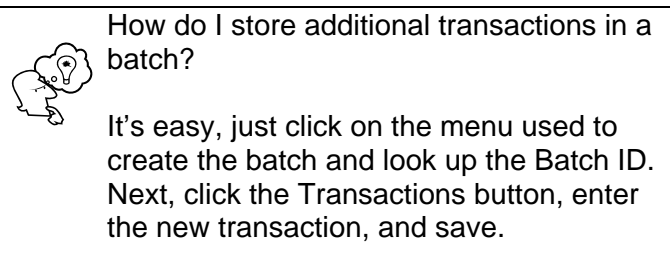 How do I store additional transactions in a
batch?
It's easy, just click on the menu used to
create the batch and look up the Batch ID.
Next, click the Transactions button, enter
the new transaction, and save.